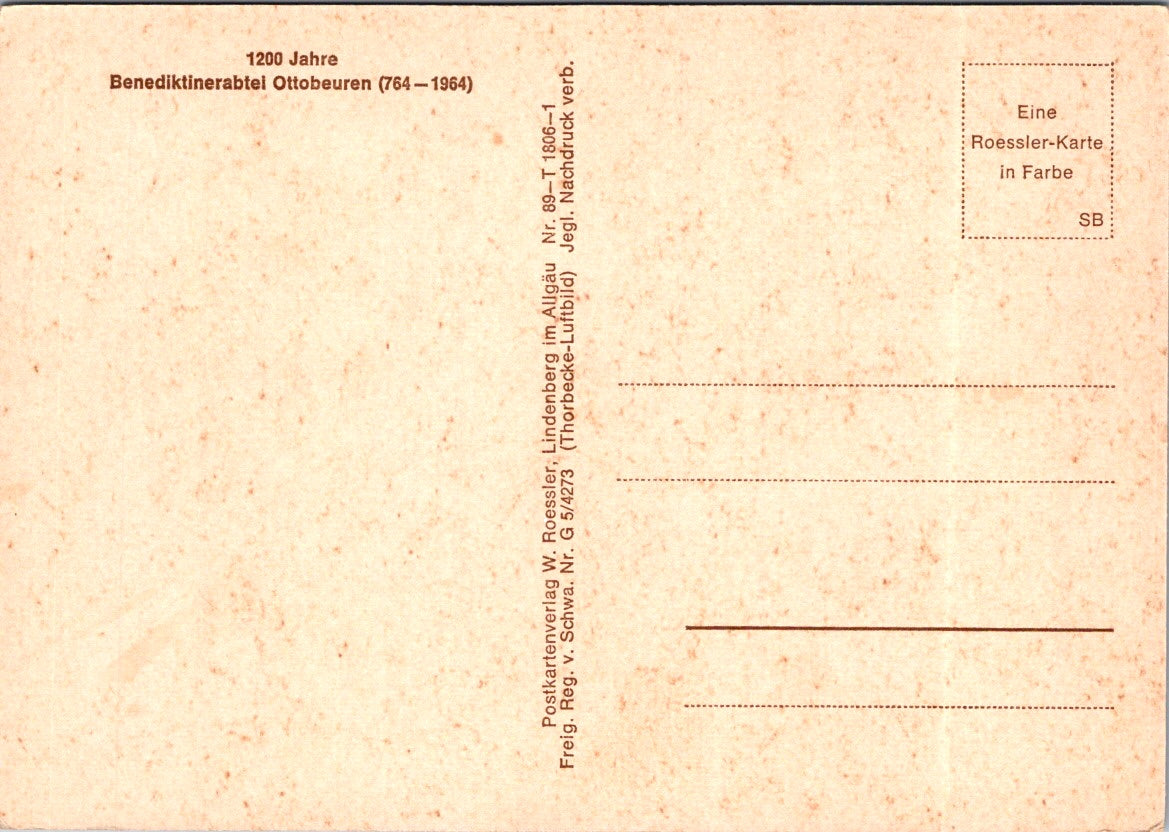 1200 Jahre
Benediktinerabtei Ottobeuren (764–1964)
Postkartenverlag W. Roessler, Lindenberg im Allgäu Nr. 89–T 1806–1
Freig. Reg. v. Schwa. Nr. G 5/4273 (Thorbecke-Luftbild) Jegl. Nachdruck verb.
Eine
Roessler-Karte
in Farbe
SB